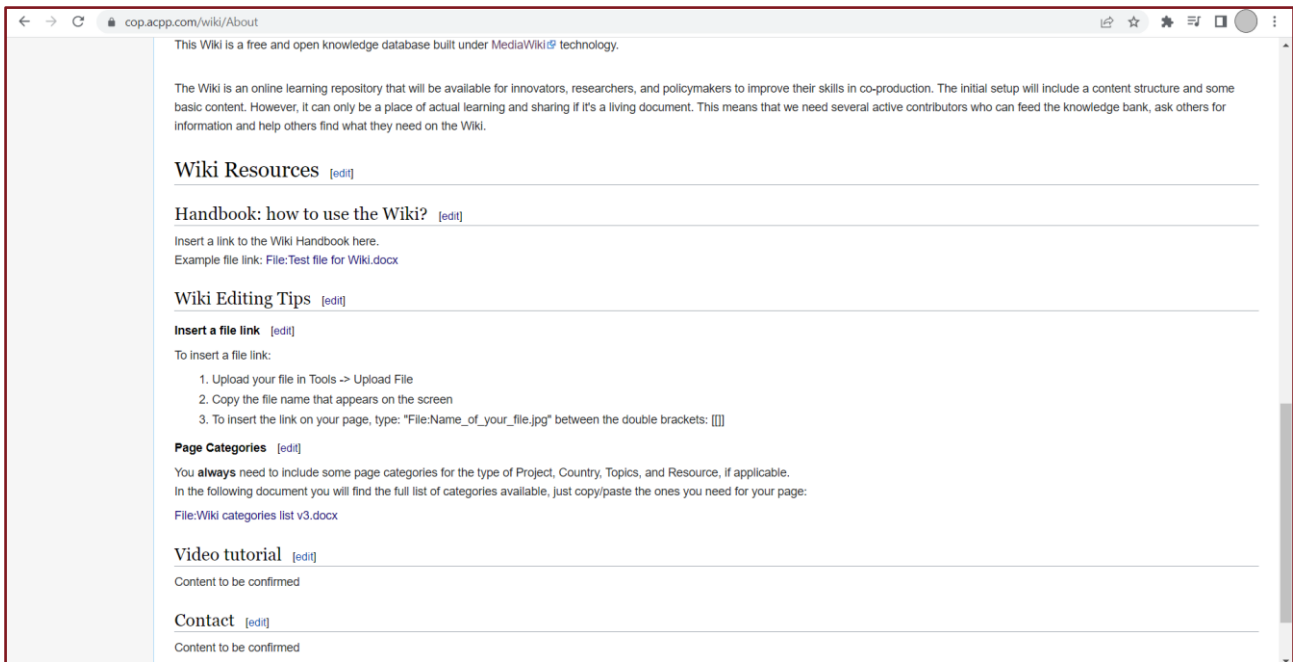 cop.acpp.com/wiki/About
This Wiki is a free and open knowledge database built under MediaWiki technology.
The Wiki is an online learning repository that will be available for innovators, researchers, and policymakers to improve their skills in co-production. The initial setup will include a content structure and some
basic content. However, it can only be a place of actual learning and sharing if it's a living document. This means that we need several active contributors who can feed the knowledge bank, ask others for
information and help others find what they need on the Wiki.
Wiki Resources [edit]
Handbook: how to use the Wiki? [edit]
Insert a link to the Wiki Handbook here.
Example file link: File:Test file for Wiki.docx
Wiki Editing Tips [edit]
Insert a file link [edit]
To insert a file link:
1. Upload your file in Tools -> Upload File
2. Copy the file name that appears on the screen
3. To insert the link on your page, type: "File:Name_of_your_file.jpg" between the double brackets: [[]]
Page Categories [edit]
You always need to include some page categories for the type of Project, Country, Topics, and Resource, if applicable.
In the following document you will find the full list of categories available, just copy/paste the ones you need for your page:
File:Wiki categories list v3.docx
Video tutorial [edit]
Content to be confirmed
Contact [edit]
Content to be confirmed